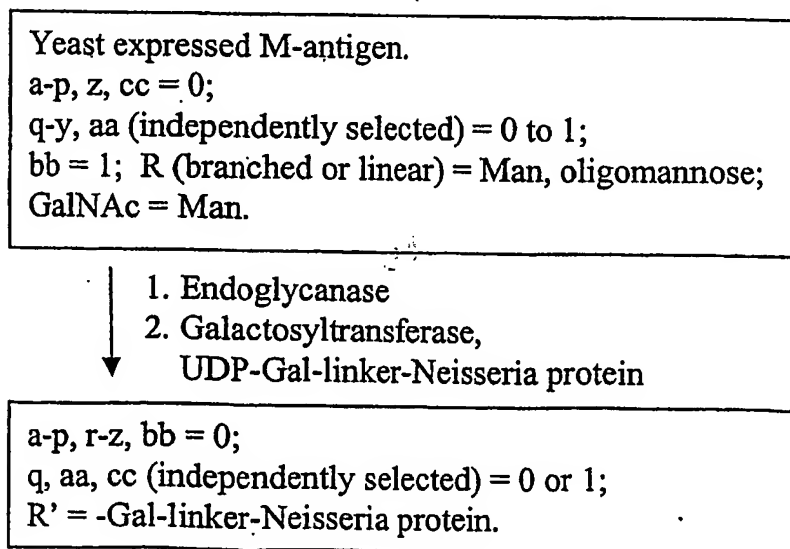 Yeast expressed M-antigen.
a-p, z, cc = 0;
q-y, aa (independently selected) = 0 to 1;
bb = 1; R (branched or linear) = Man, oligomannose;
GalNAc = Man.
1. Endoglycanase
2. Galactosyltransferase,
UDP-Gal-linker-Neisseria protein
a-p, r-z, bb = 0;
q, aa, cc (independently selected) = 0 or 1;
R' = -Gal-linker-Neisseria protein.